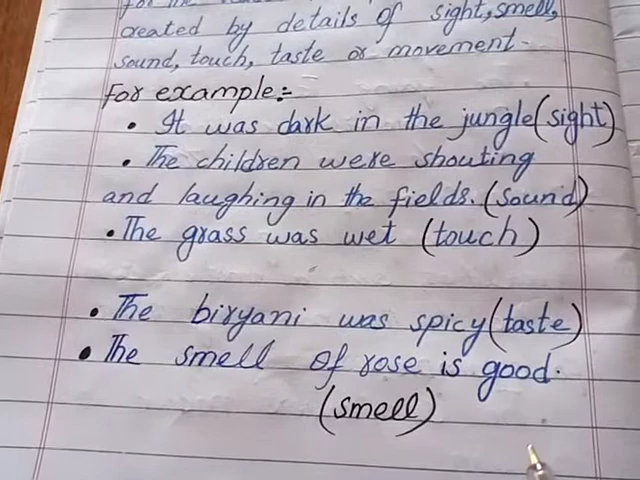 created by details of sight, smell,
sound, touch, taste or movement.
For example:-
• It was dark in the jungle (sight)
• The children were shouting
and laughing in the fields. (sound)
• The grass was wet (touch)
• The biryani was spicy (taste)
• The smell of rose is good.
(smell)